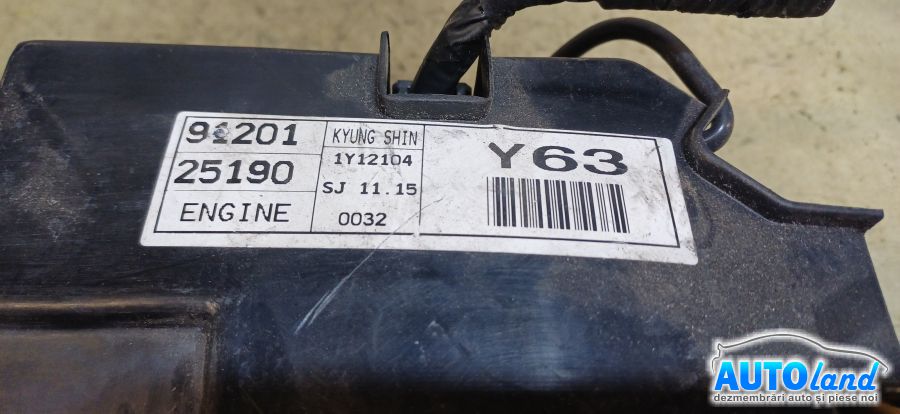 91201
25190
ENGINE
KYUNG SHIN
1Y12104
SJ 11.15
0032
Y63
AUTOland
dezmembrări auto și piese noi